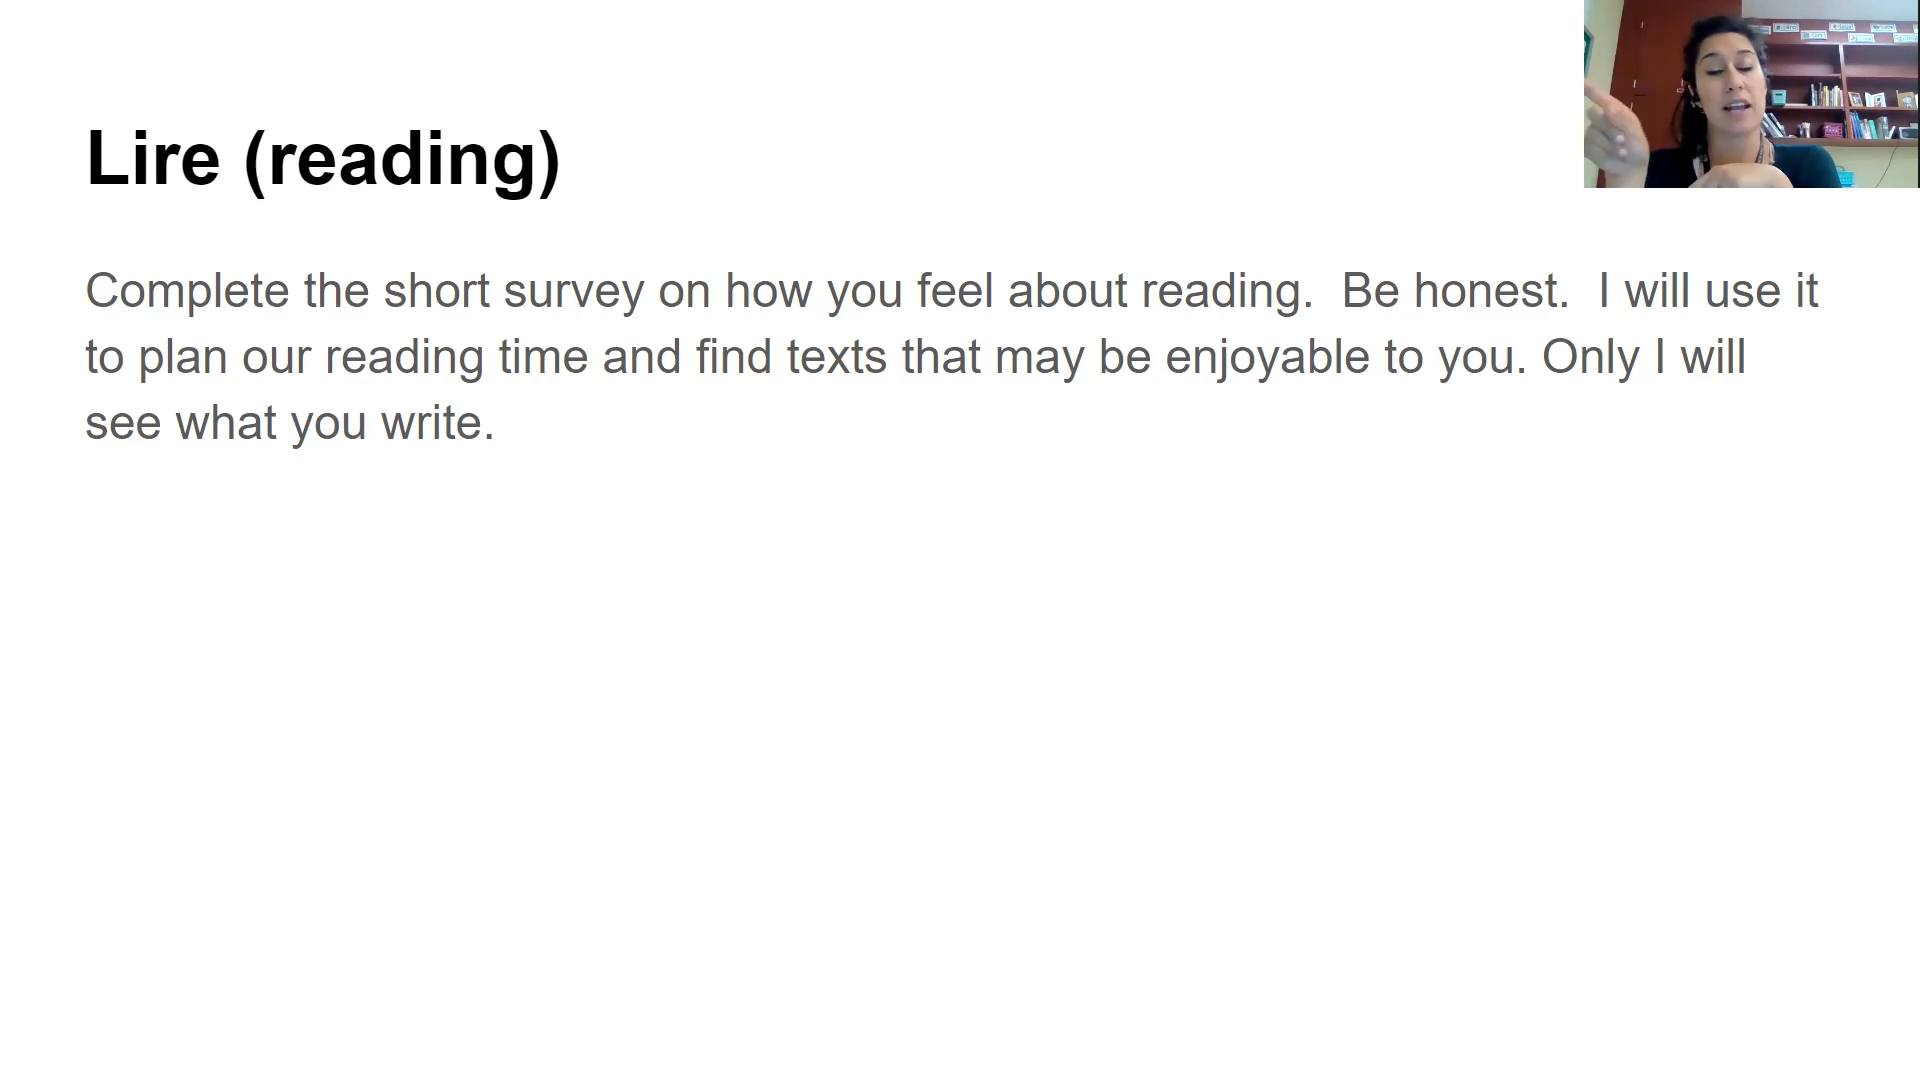 Lire (reading)
Complete the short survey on how you feel about reading.  Be honest.  I will use it
to plan our reading time and find texts that may be enjoyable to you. Only I will
see what you write.